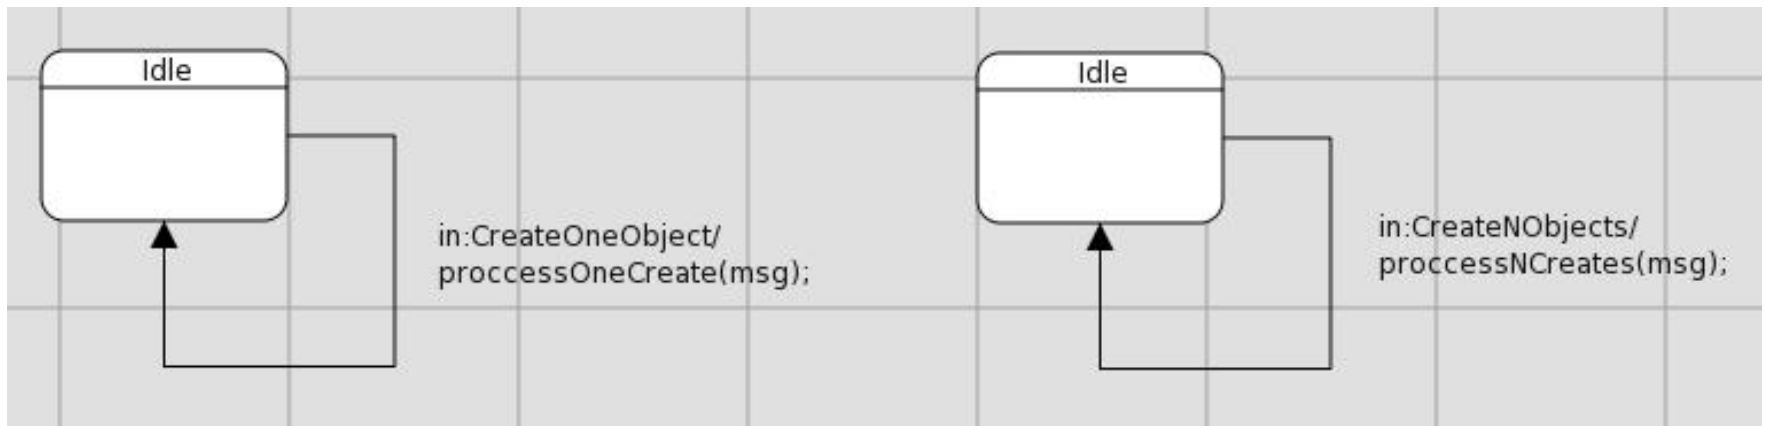 Idle
in:CreateOneObject/
proccessOneCreate(msg);
Idle
in:CreateNObjects/
proccessNCreates(msg);